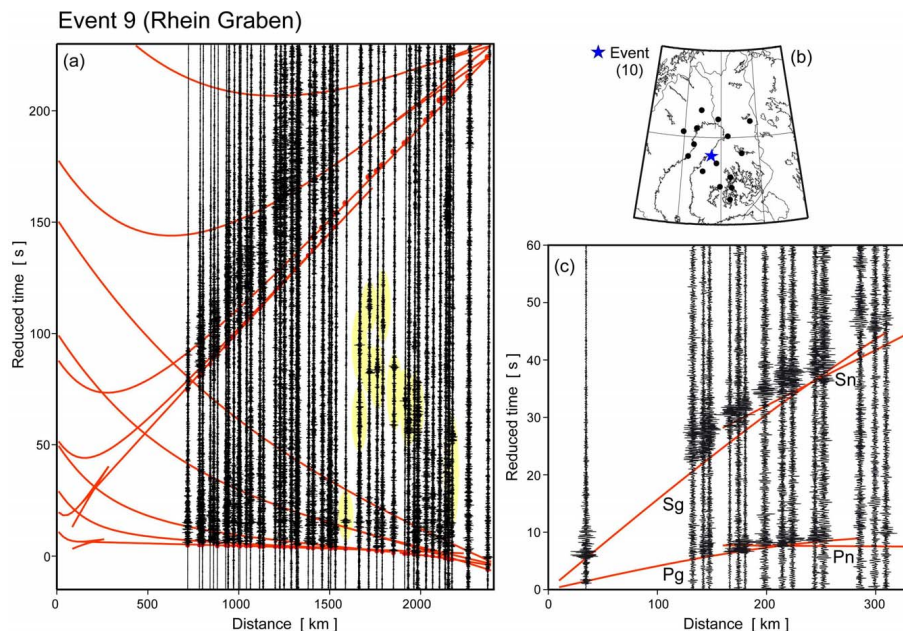 Event 9 (Rhein Graben)
(a)
Reduced time [ s ]
200
150
100
50
0
0
500
1000
1500
2000
Distance [ km ]
Event
(10)
(b)
(c)
Reduced time [ s ]
60
50
40
30
20
10
0
Sn
Sg
Pg
Pn
0
100
200
300
Distance [ km ]